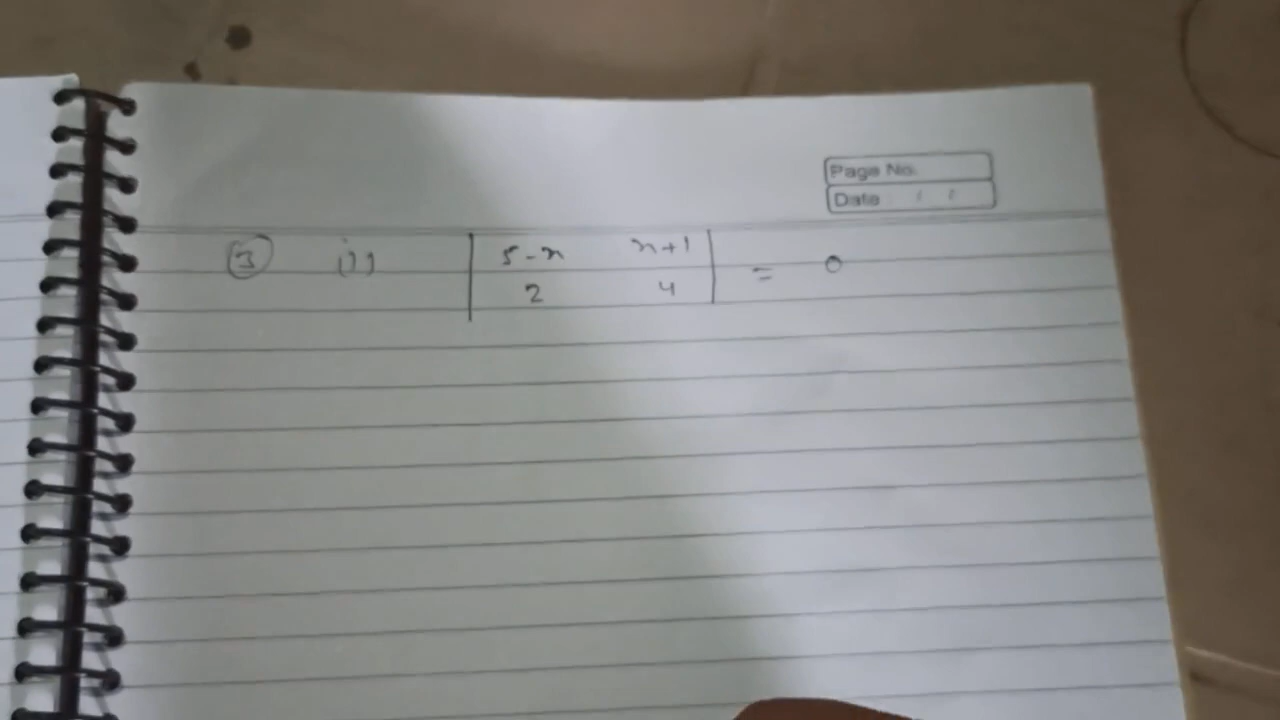 Page No.
Date / /
③ i) | 5-x x+1 | = 0
| 2 4 |